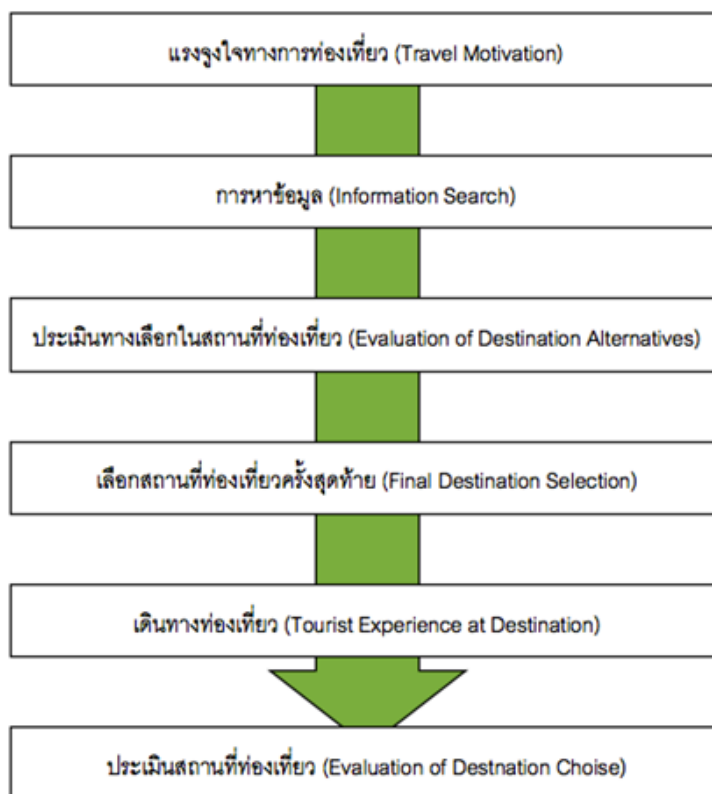 แรงจูงใจทางการท่องเที่ยว (Travel Motivation)
การหาข้อมูล (Information Search)
ประเมินทางเลือกในสถานที่ท่องเที่ยว (Evaluation of Destination Alternatives)
เลือกสถานที่ท่องเที่ยวครั้งสุดท้าย (Final Destination Selection)
เดินทางท่องเที่ยว (Tourist Experience at Destination)
ประเมินสถานที่ท่องเที่ยว (Evaluation of Destnation Choise)